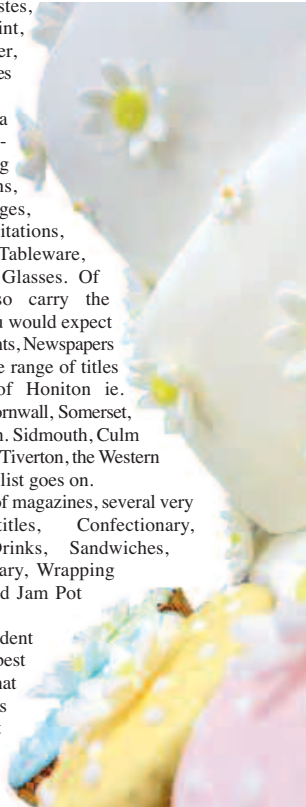 stes,
int,
er,
es
a
-
g
ns,
ges,
itations,
Tableware,
Glasses. Of
so carry the
u would expect
nts, Newspapers
e range of titles
of Honiton ie.
ornwall, Somerset,
n. Sidmouth, Culm
Tiverton, the Western
list goes on.
of magazines, several very
titles, Confectionary,
Drinks, Sandwiches,
ary, Wrapping
d Jam Pot
dent
best
hat
s